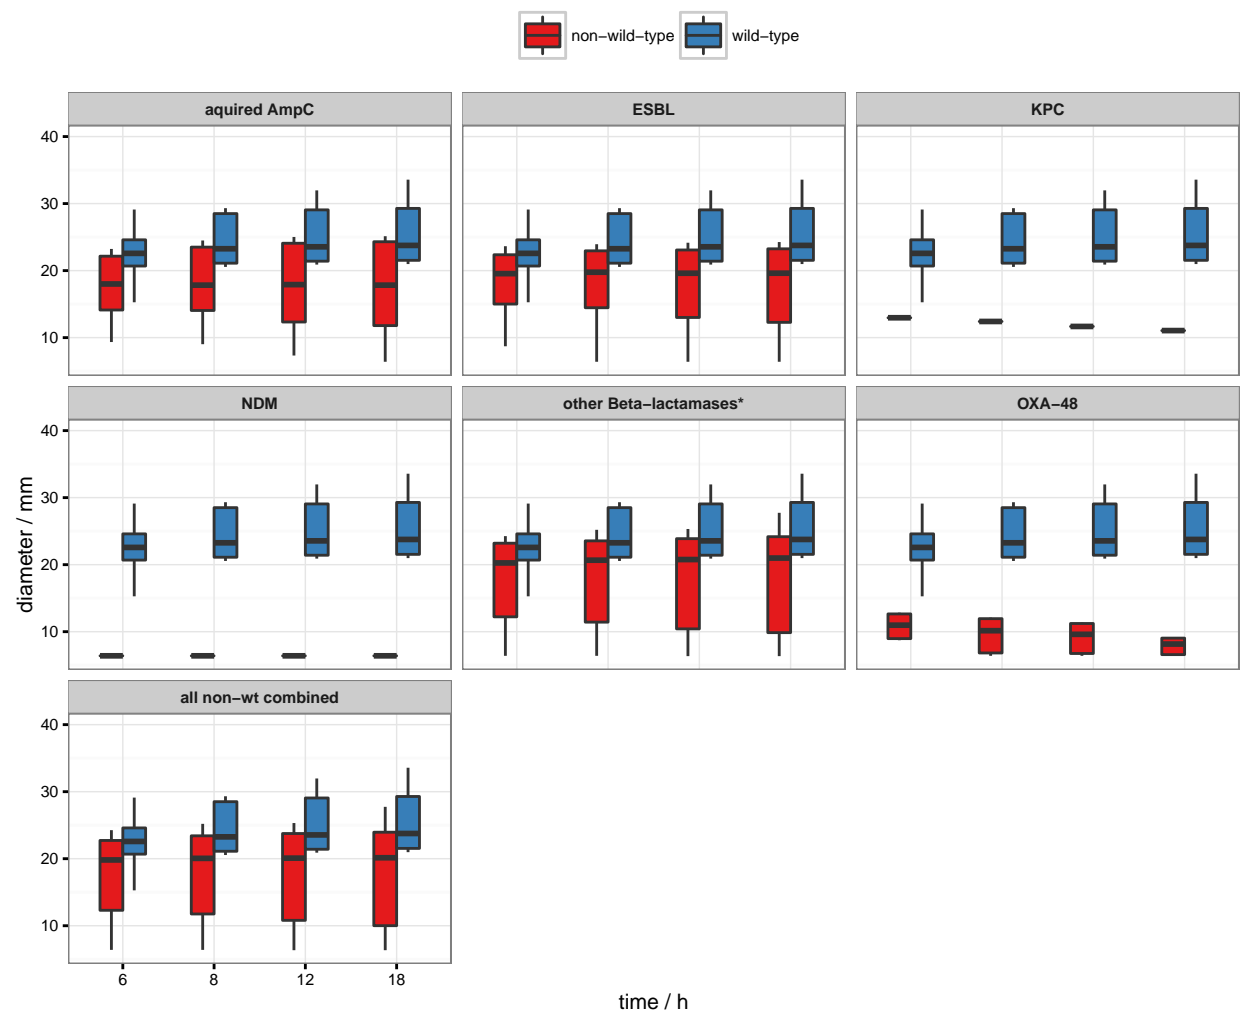 non−wild−type wild−type
aquired AmpC ESBL KPC
40
30
20
10
NDM other Beta−lactamases* OXA−48
40
30
20
10
diameter / mm
all non−wt combined
40
30
20
10
6 8 12 18
time / h